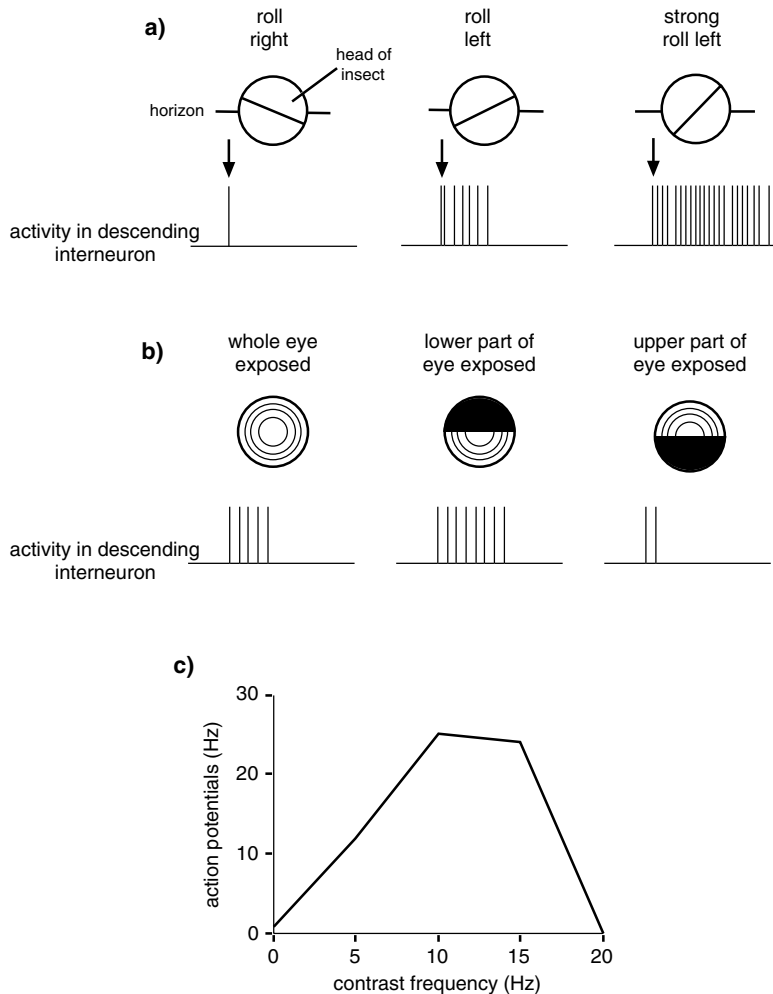 a)
roll
right
roll
left
strong
roll left
head of
insect
horizon
activity in descending
interneuron
b)
whole eye
exposed
lower part of
eye exposed
upper part of
eye exposed
activity in descending
interneuron
c)
action potentials (Hz)
30
20
10
0
0
5
10
15
20
contrast frequency (Hz)